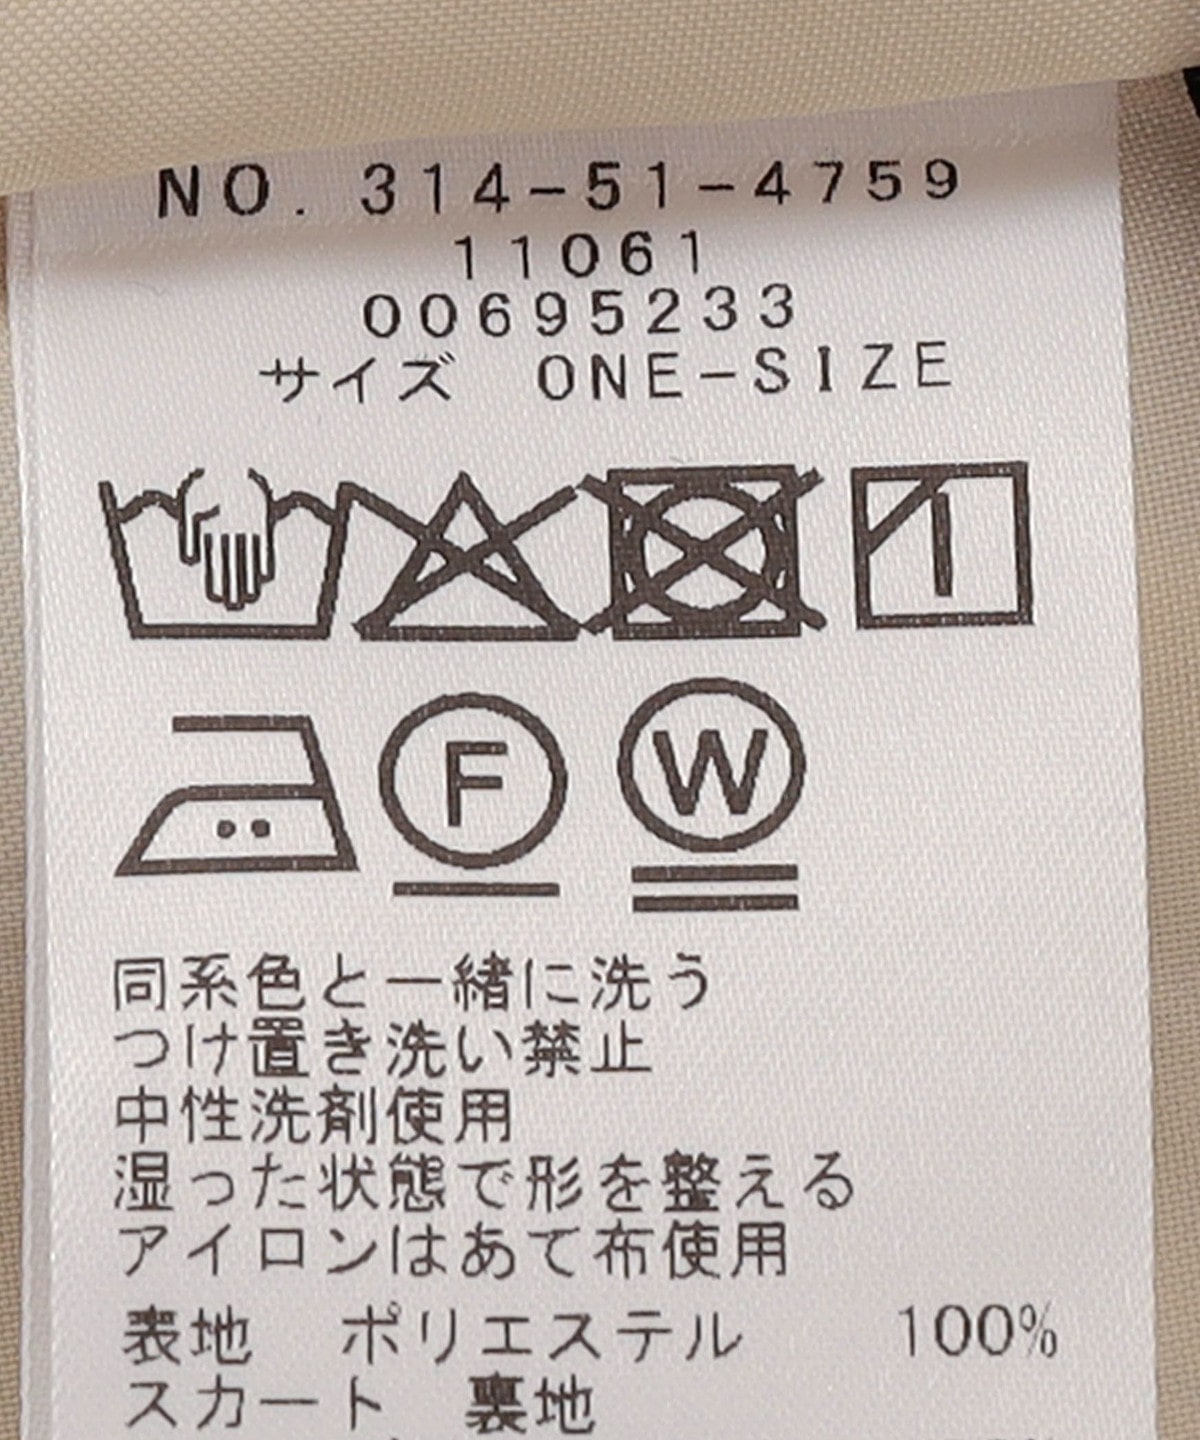 NO. 314-51-4759
11061
00695233
サイズ ONE-SIZE
F W
同系色と一緒に洗う
つけ置き洗い禁止
中性洗剤使用
湿った状態で形を整える
アイロンはあて布使用
表地 ポリエステル 100%
スカート 裏地